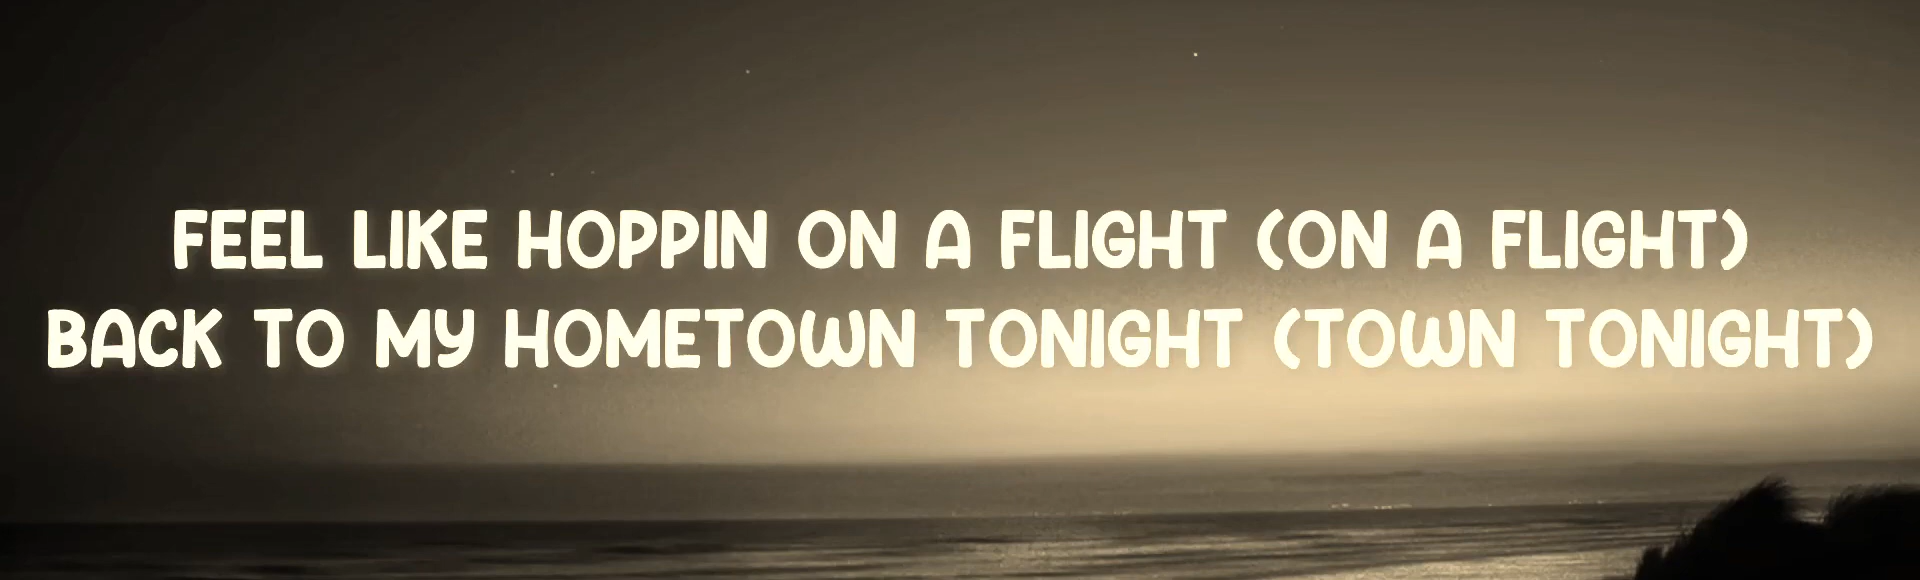 FEEL LIKE HOPPIN ON A FLIGHT (ON A FLIGHT)
BACK TO MY HOMETOWN TONIGHT (TOWN TONIGHT)